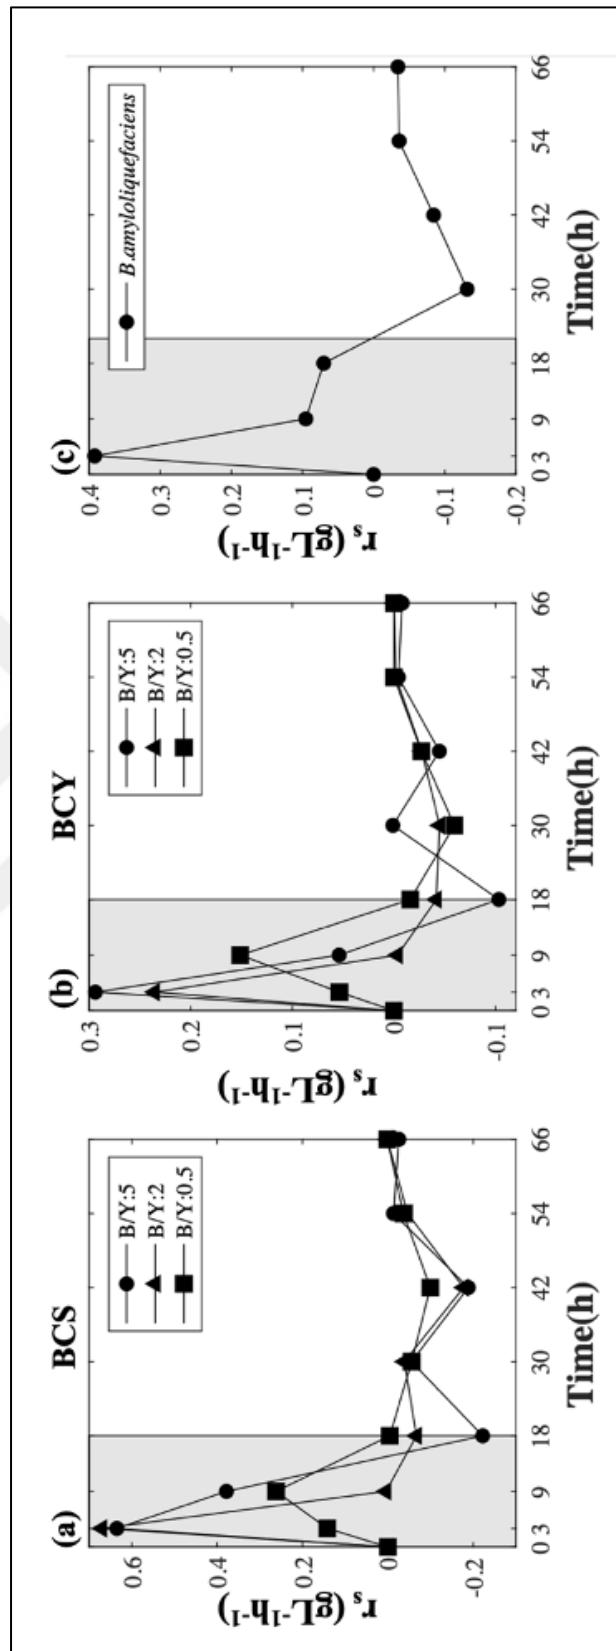 (a)
BCS
B/Y:5
B/Y:2
B/Y:0.5
0.6
0.4
0.2
0
-0.2
rₛ (gL⁻¹h⁻¹)
0 3 9 18 30 42 54 66
Time(h)
(b)
BCY
B/Y:5
B/Y:2
B/Y:0.5
0.3
0.2
0.1
0
-0.1
rₛ (gL⁻¹h⁻¹)
0 3 9 18 30 42 54 66
Time(h)
(c)
B.amyloliquefaciens
0.4
0.3
0.2
0.1
0
-0.1
-0.2
rₛ (gL⁻¹h⁻¹)
0 3 9 18 30 42 54 66
Time(h)